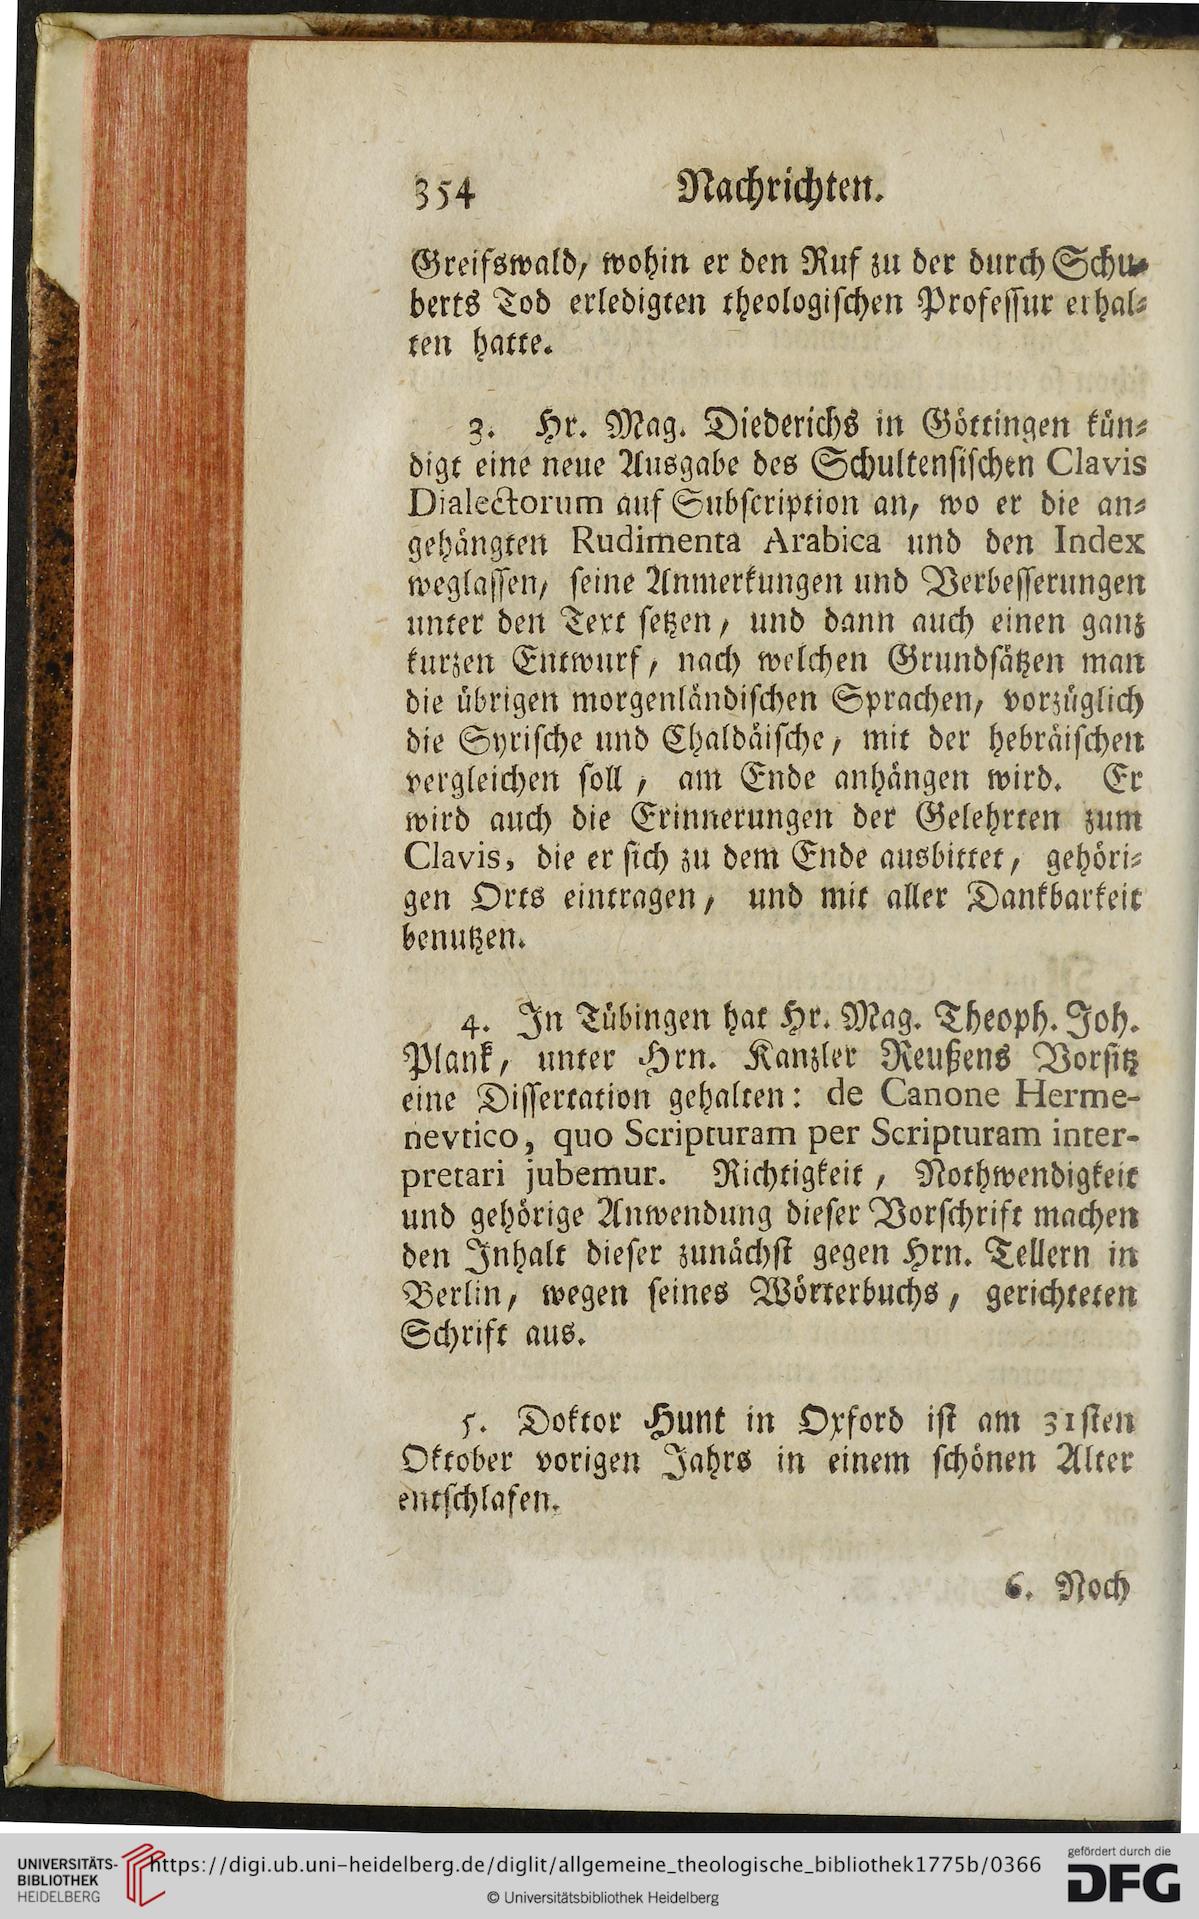 354 Nachrichten.
Greifswald, wohin er den Ruf zu der durch Schu-
berts Tod erledigten theologischen Professur erhal-
ten hatte.
3. Hr. Mag. Diederichs in Göttingen kün-
digt eine neue Ausgabe des Schultensischen Clavis
Dialectorum auf Subscription an, wo er die an-
gehängten Rudimenta Arabica und den Index
weglassen, seine Anmerkungen und Verbesserungen
unter den Text setzen, und dann auch einen ganz
kurzen Entwurf, nach welchen Grundsätzen man
die übrigen morgenländischen Sprachen, vorzüglich
die Syrische und Chaldäische, mit der hebräischen
vergleichen soll, am Ende anhängen wird. Er
wird auch die Erinnerungen der Gelehrten zum
Clavis, die er sich zu dem Ende ausbittet, gehöri-
gen Orts eintragen, und mit aller Dankbarkeit
benutzen.
4. In Tübingen hat Hr. Mag. Theoph. Joh.
Plank, unter Hrn. Kanzler Reußens Vorsitz
eine Dissertation gehalten: de Canone Herme-
nevtico, quo Scripturam per Scripturam inter-
pretari jubemur. Richtigkeit, Nothwendigkeit
und gehörige Anwendung dieser Vorschrift machen
den Inhalt dieser zunächst gegen Hrn. Tellern in
Berlin, wegen seines Wörterbuchs, gerichteten
Schrift aus.
5. Doktor Hunt in Oxford ist am 31sten
Oktober vorigen Jahrs in einem schönen Alter
entschlafen.
6. Noch
UNIVERSITÄTS-
BIBLIOTHEK
HEIDELBERG
https://digi.ub.uni-heidelberg.de/diglit/allgemeine_theologische_bibliothek1775b/0366
© Universitätsbibliothek Heidelberg
gefördert durch die
DFG